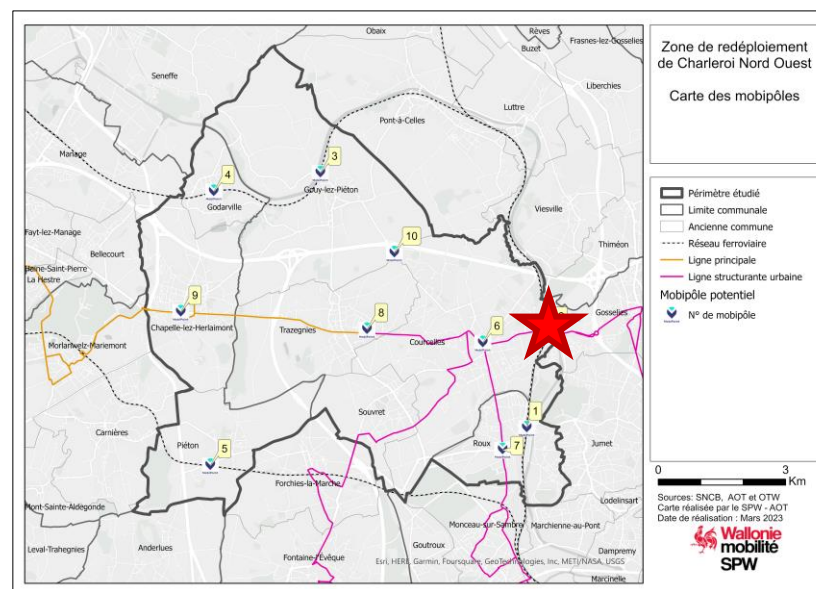 Zone de redéploiement
de Charleroi Nord Ouest
Carte des mobipôles
Obaix
Rèves
Buzet
Frasnes-lez-Gosselies
Seneffe
Liberchies
Luttre
Pont-à-Celles
Manage
3
4
Gouy-lez-Piéton
Godarville
Viesville
Fayt-lez-Manage
10
Thiméon
Bellecourt
La Hestre
9
Gosselies
8
6
Chapelle-lez-Herlaimont
Trazegnies
Courcelles
Morlanwelz-Mariemont
Souvret
1
Carnières
Piéton
5
Roux
7
Jumet
Forchies-la-Marche
Mont-Sainte-Aldegonde
Lodelinsart
Monceau-sur-Sambre
Marchienne-au-Pont
Leval-Trahegnies
Anderlues
Goutroux
Dampremy
Fontaine-l'Évêque
Marcinelle
Esri, HERE, Garmin, Foursquare, GeoTechnologies, Inc, METI/NASA, USGS
Périmètre étudié
Limite communale
Ancienne commune
Réseau ferroviaire
Ligne principale
Ligne structurante urbaine
Mobipôle potentiel
N° de mobipôle
0 3
Km
Sources: SNCB, AOT et OTW
Carte réalisée par le SPW - AOT
Date de réalisation : Mars 2023
Wallonie
mobilité
SPW